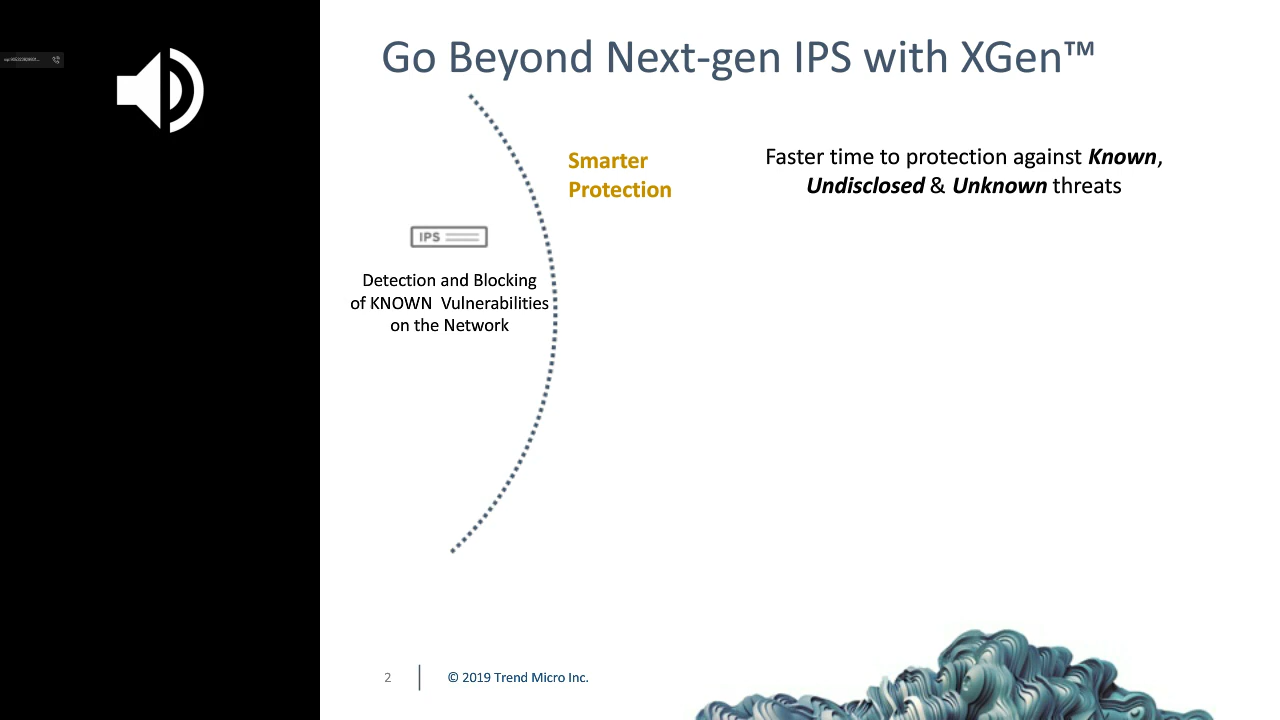 Go Beyond Next-gen IPS with XGen™
Smarter
Protection
Faster time to protection against Known,
Undisclosed & Unknown threats
IPS
Detection and Blocking
of KNOWN  Vulnerabilities
on the Network
2
© 2019 Trend Micro Inc.